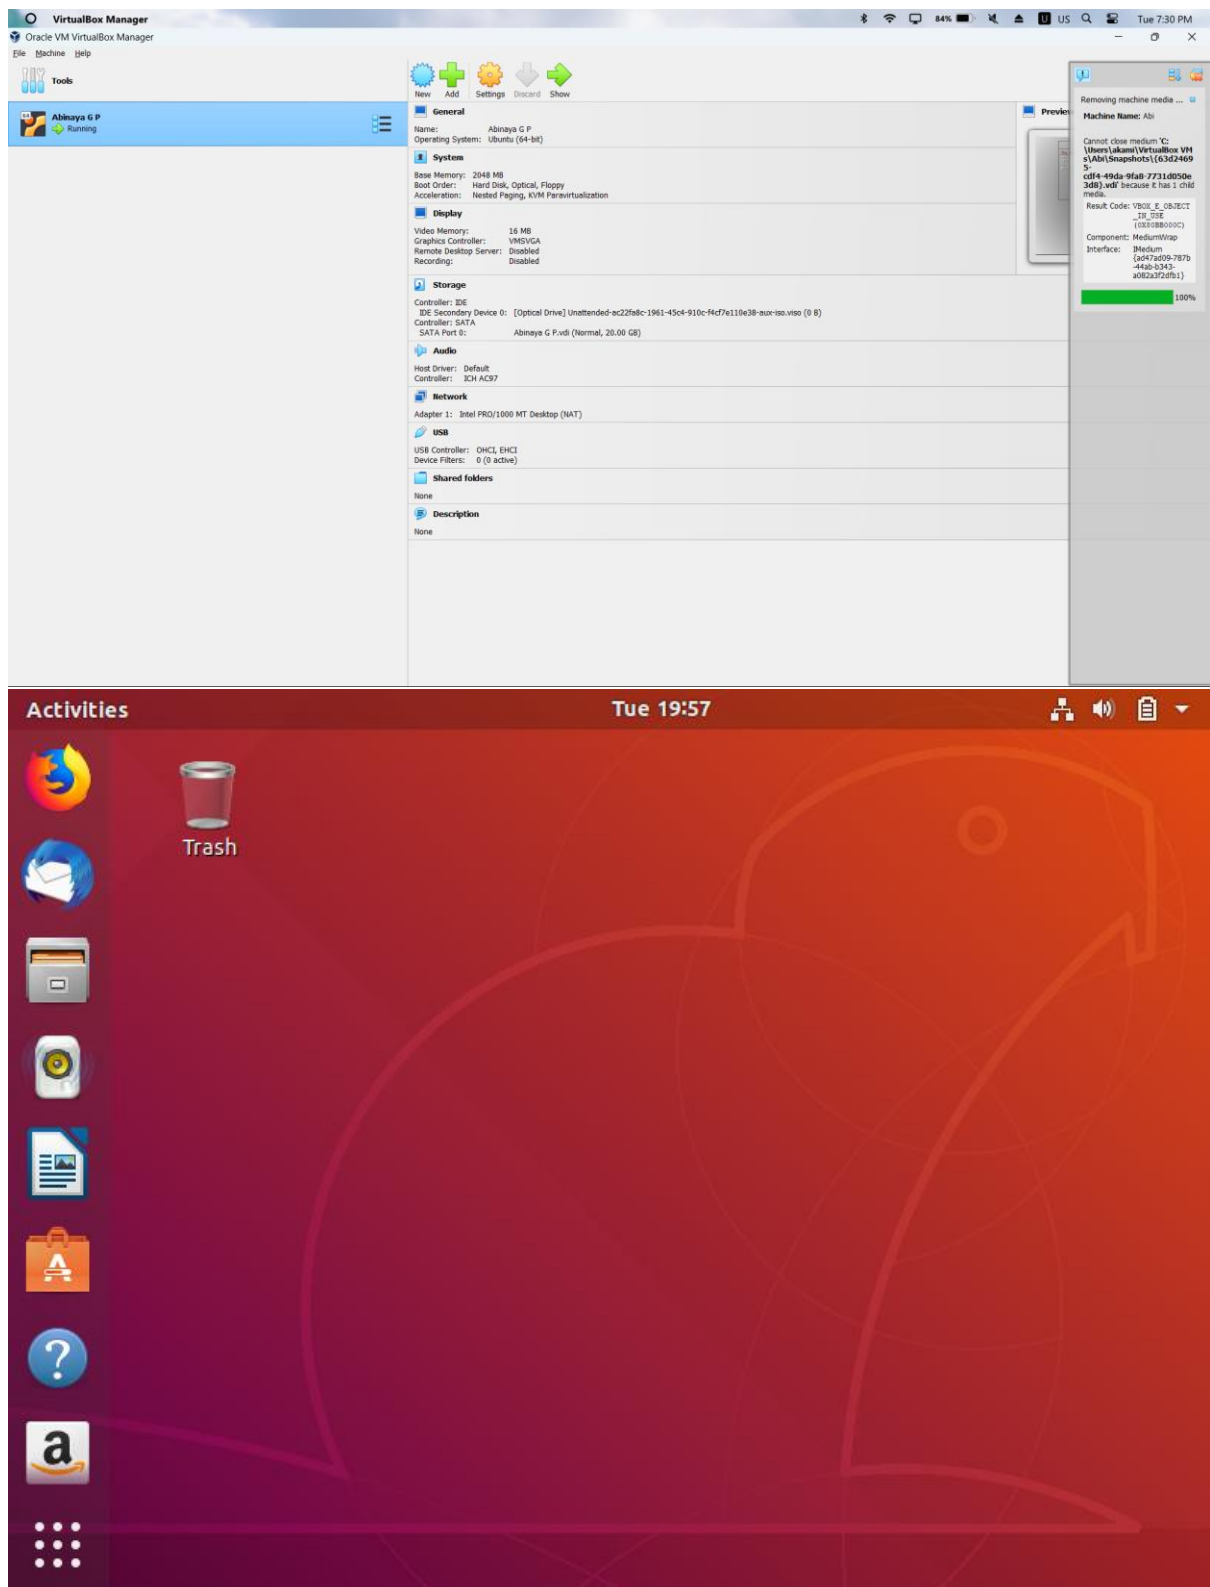 VirtualBox Manager
84%
U US
Tue 7:30 PM
Oracle VM VirtualBox Manager
File Machine Help
Tools
New Add Settings Discard Show
64
Abinaya G P
Running
General
Name: Abinaya G P
Operating System: Ubuntu (64-bit)
System
Base Memory: 2048 MB
Boot Order: Hard Disk, Optical, Floppy
Acceleration: Nested Paging, KVM Paravirtualization
Display
Video Memory: 16 MB
Graphics Controller: VMSVGA
Remote Desktop Server: Disabled
Recording: Disabled
Storage
Controller: IDE
IDE Secondary Device 0: [Optical Drive] Unattended-ac22fa8c-1961-45c4-910c-f4cf7e110e38-aux-iso.viso (0 B)
Controller: SATA
SATA Port 0: Abinaya G P.vdi (Normal, 20.00 GB)
Audio
Host Driver: Default
Controller: ICH AC97
Network
Adapter 1: Intel PRO/1000 MT Desktop (NAT)
USB
USB Controller: OHCI, EHCI
Device Filters: 0 (0 active)
Shared folders
None
Description
None
Preview
Removing machine media ...
Machine Name: Abi
Cannot close medium 'C:
\Users\akami\VirtualBox VM
s\Abi\Snapshots\{63d2469
5-
cdf4-49da-9fa8-7731d050e
3d8}.vdi' because it has 1 child
media.
Result Code: VBOX_E_OBJECT
_IN_USE
(0X80BB000C)
Component: MediumWrap
Interface: IMedium
{ad47ad09-787b
-44ab-b343-
a082a3f2dfb1}
100%
Activities
Tue 19:57
Trash
A
?
a